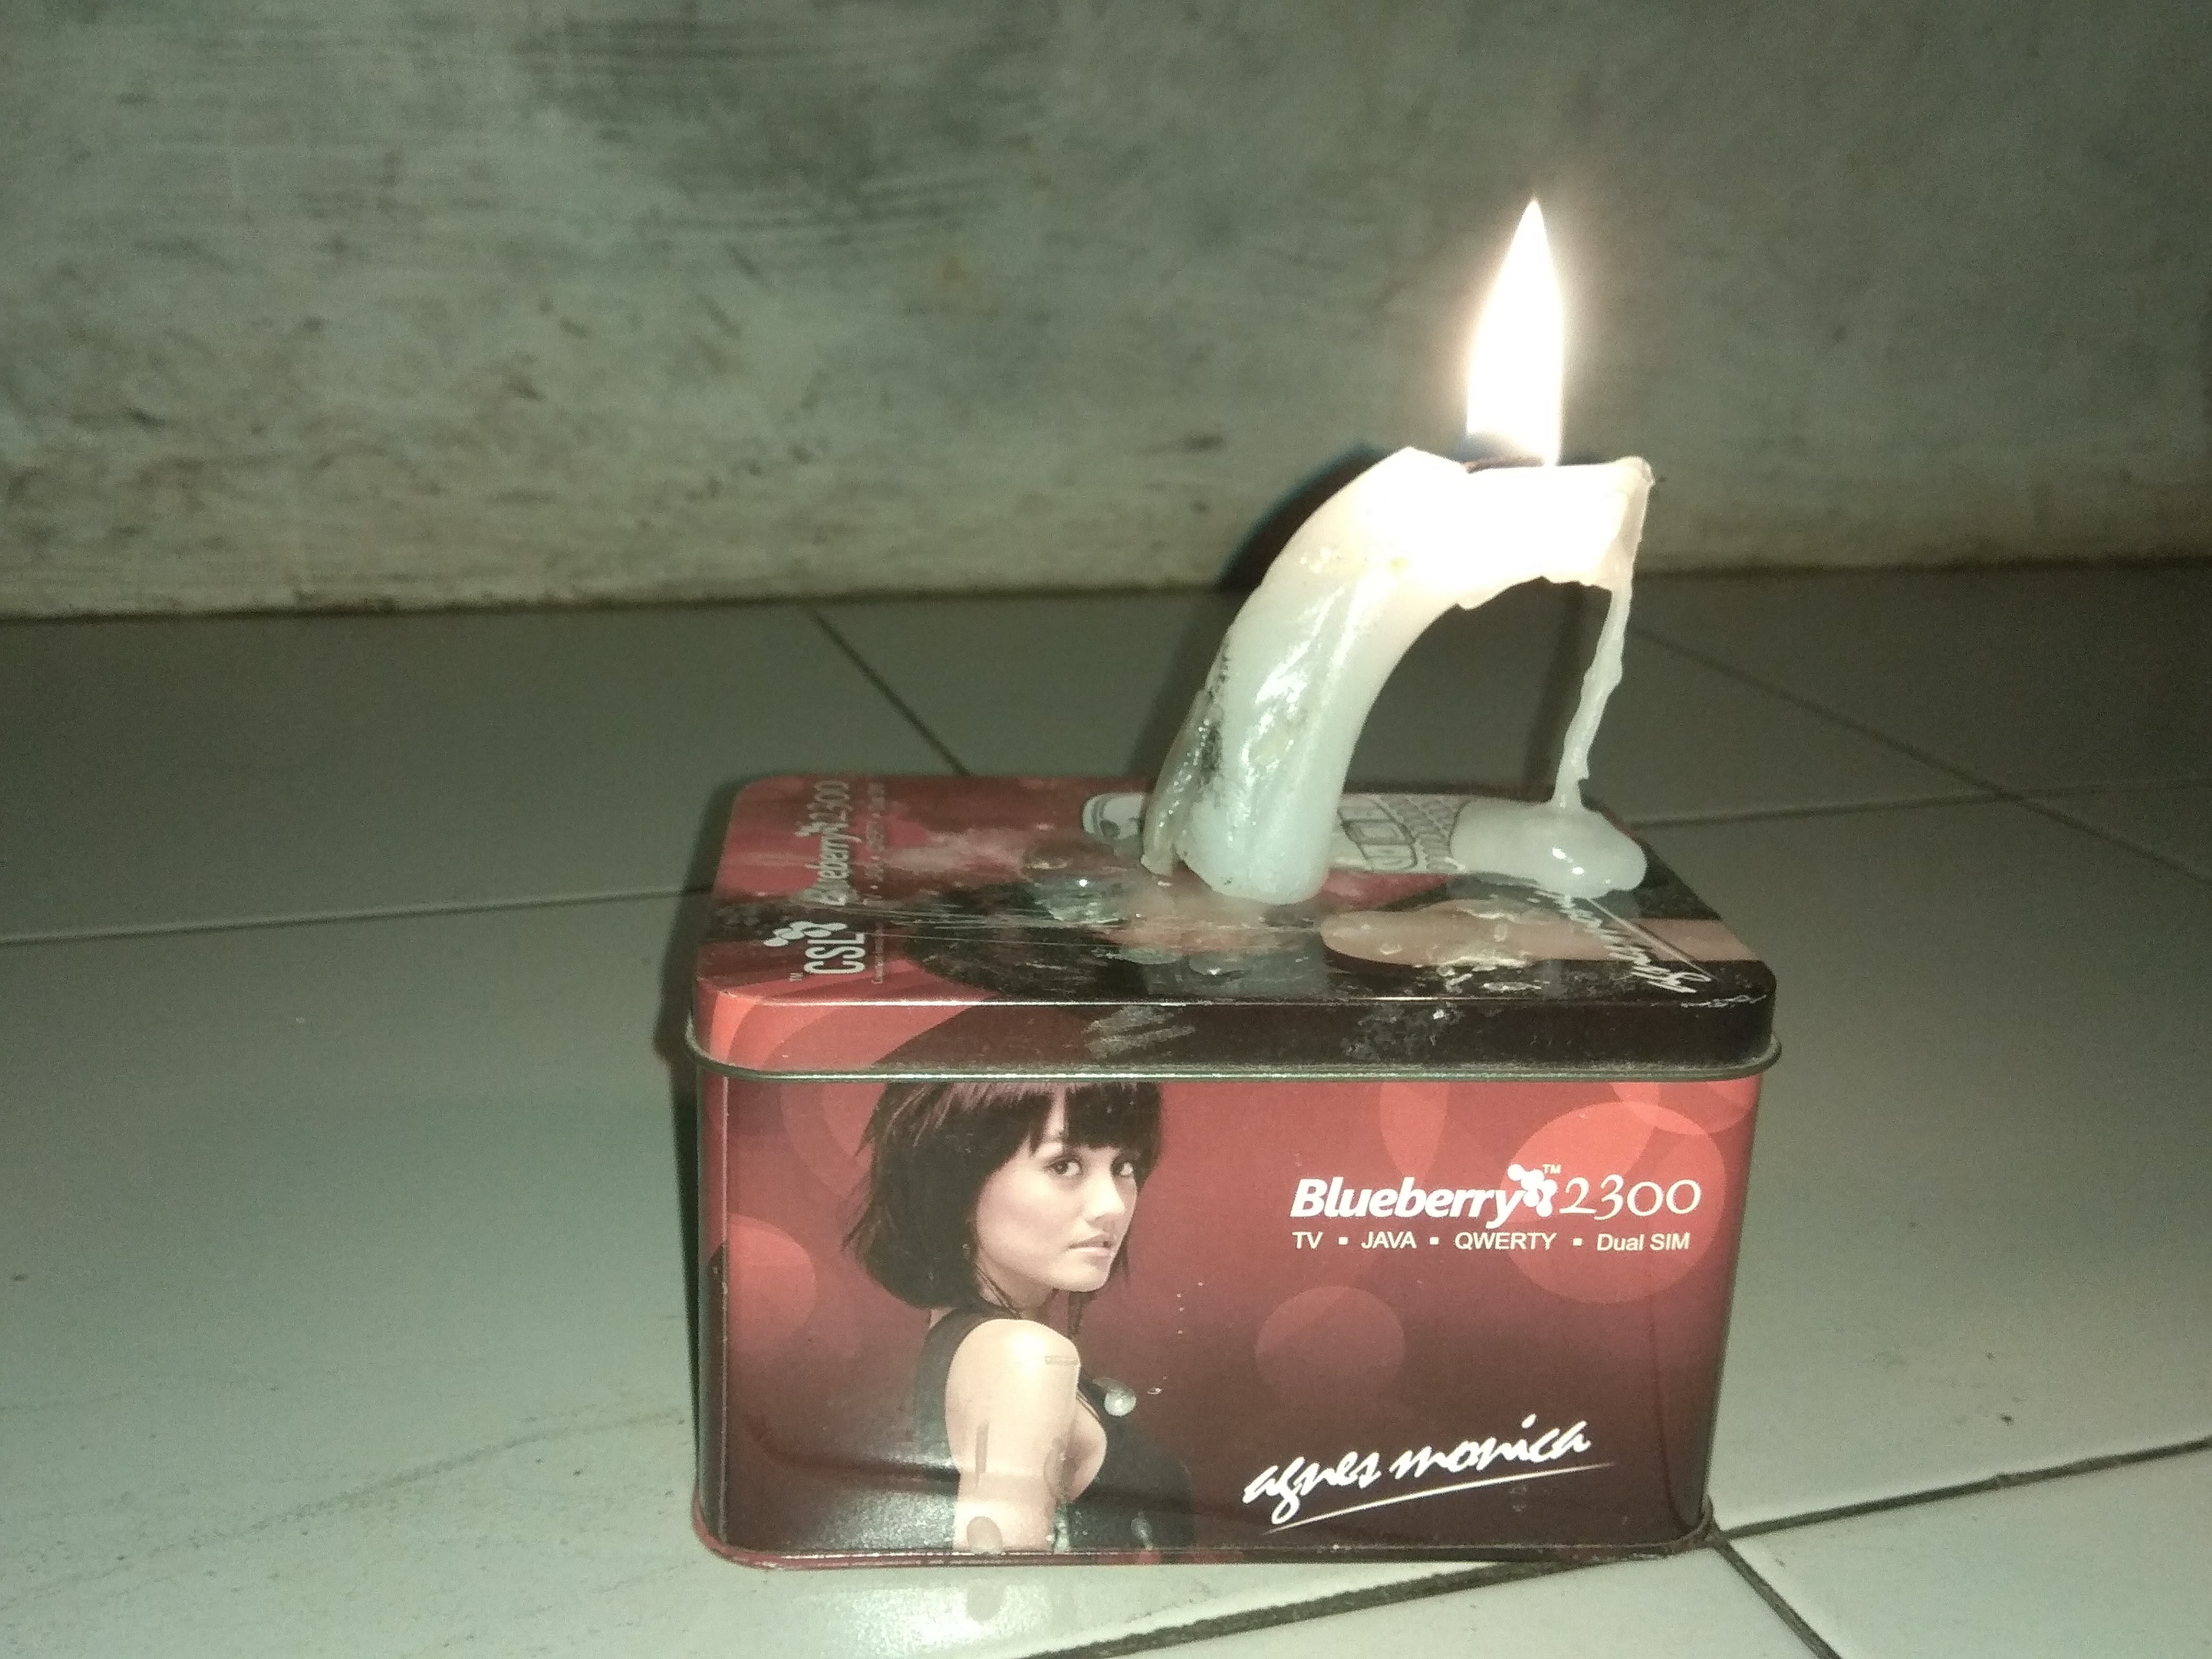 Blueberry 2300
CSL
Blueberry™ 2300
TV ▪ JAVA ▪ QWERTY ▪ Dual SIM
agnes monica